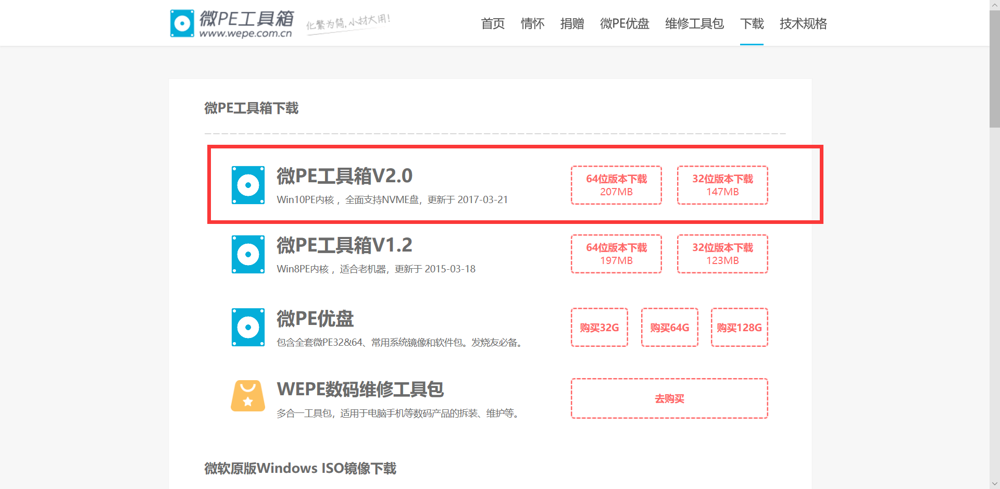 微PE工具箱
www.wepe.com.cn
化繁为简,小材大用!
首页 情怀 捐赠 微PE优盘 维修工具包 下载 技术规格
微PE工具箱下载
微PE工具箱V2.0
Win10PE内核 ，全面支持NVME盘，更新于 2017-03-21
64位版本下载
207MB
32位版本下载
147MB
微PE工具箱V1.2
Win8PE内核 ，适合老机器，更新于 2015-03-18
64位版本下载
197MB
32位版本下载
123MB
微PE优盘
包含全套微PE32&64、常用系统镜像和软件包。发烧友必备。
购买32G
购买64G
购买128G
WEPE数码维修工具包
多合一工具包，适用于电脑手机等数码产品的拆装、维护等。
去购买
微软原版Windows ISO镜像下载